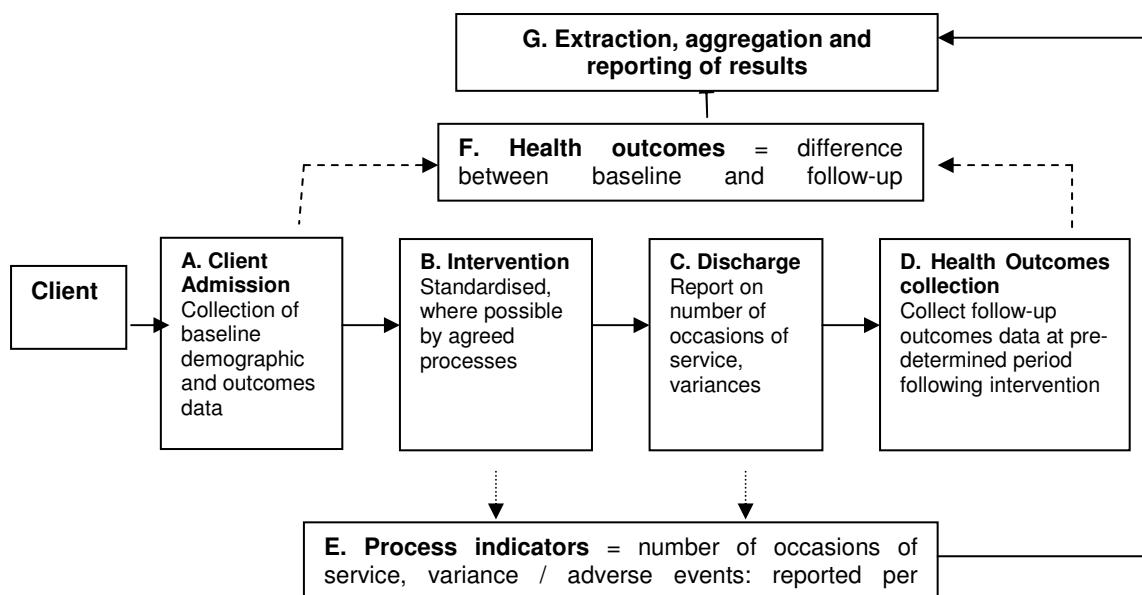 G. Extraction, aggregation and
reporting of results
F. Health outcomes = difference
between baseline and follow-up
Client
A. Client
Admission
Collection of
baseline
demographic
and outcomes
data
B. Intervention
Standardised,
where possible
by agreed
processes
C. Discharge
Report on
number of
occasions of
service,
variances
D. Health Outcomes
collection
Collect follow-up
outcomes data at pre-
determined period
following intervention
E. Process indicators = number of occasions of
service, variance / adverse events: reported per